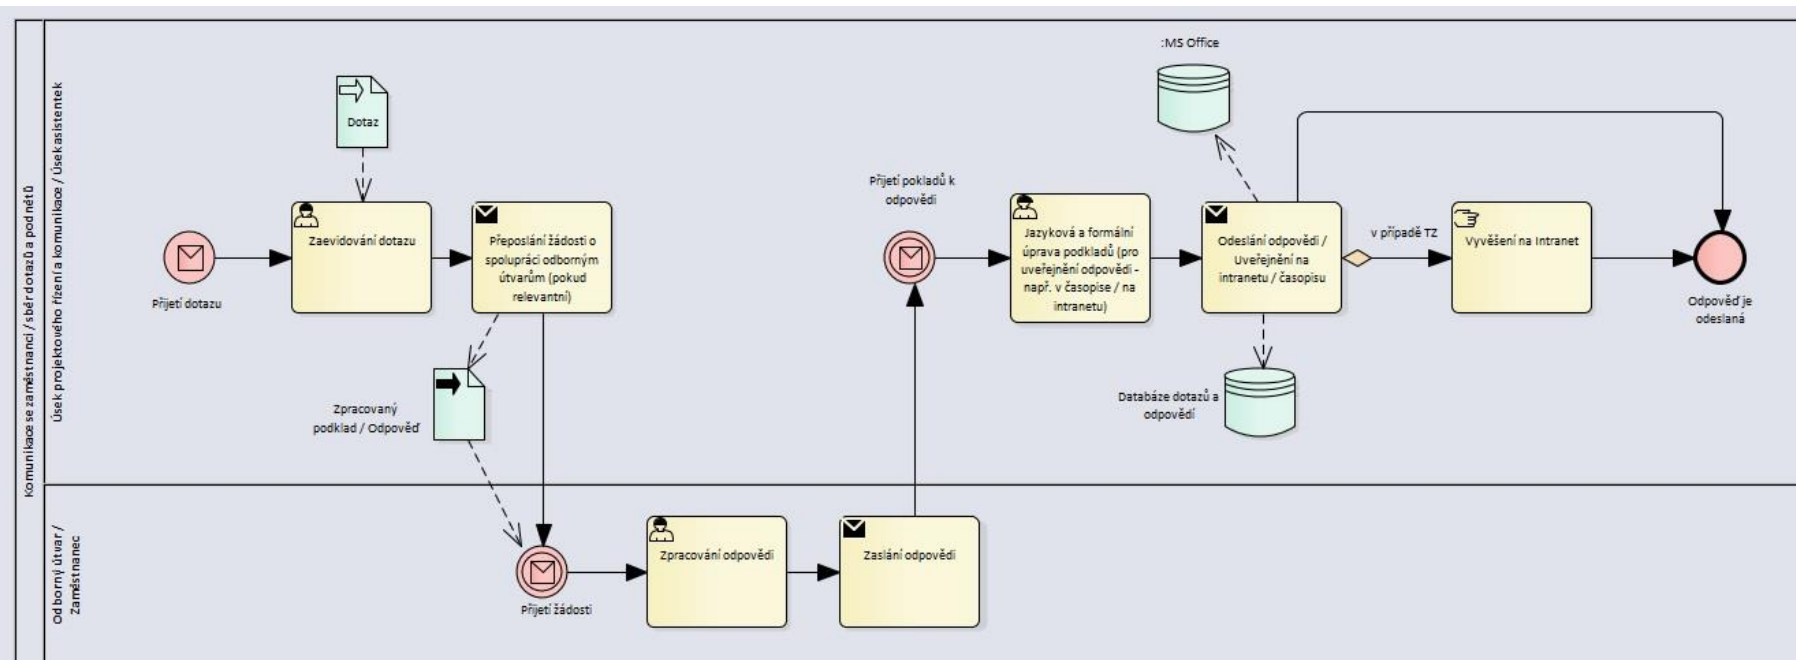 Komunikace se zaměstnanci / sběr dotazů a podnětů
Úsek projektového řízení a komunikace / Úsek asistentek
Dotaz
Přijetí dotazu
Zaevidování dotazu
Přeposlání žádosti o
spolupráci odborným
útvarům (pokud
relevantní)
Zpracovaný
podklad / Odpověď
Přijetí pokladů k
odpovědi
Jazyková a formální
úprava podkladů (pro
uveřejnění odpovědi -
např. v časopise / na
intranetu)
:MS Office
Odeslání odpovědi /
Uveřejnění na
intranetu / časopisu
Databáze dotazů a
odpovědí
v případě TZ
Vyvěšení na Intranet
Odpověď je
odeslaná
Odborný útvar /
Zaměstnanec
Přijetí žádosti
Zpracování odpovědi
Zaslání odpovědi